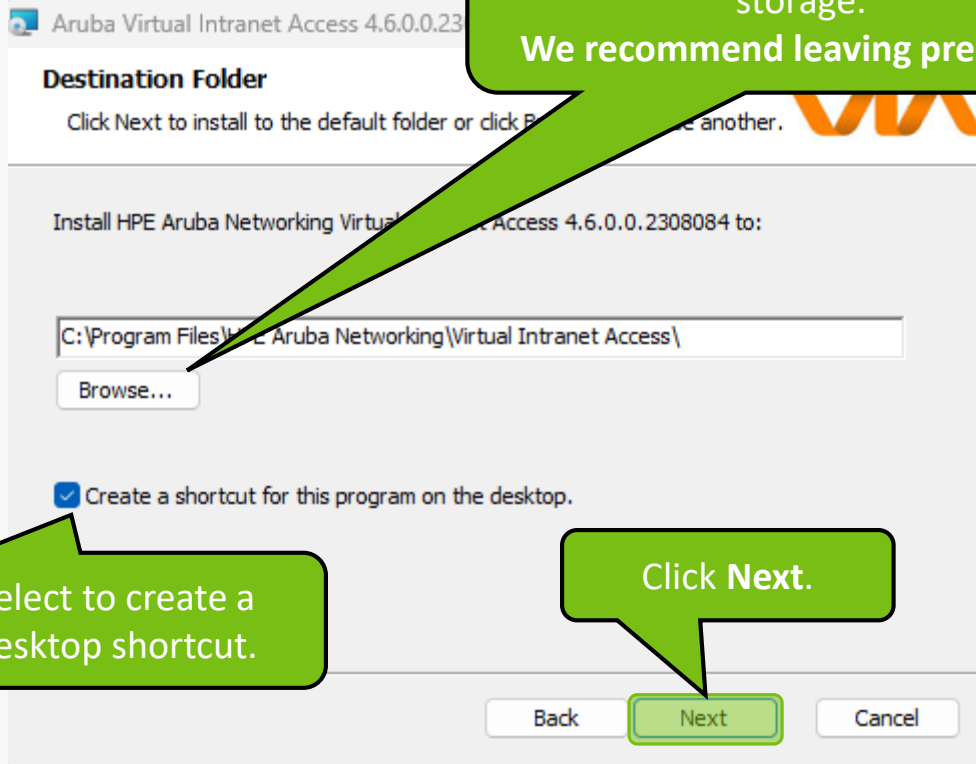 storage.
We recommend leaving pre
Aruba Virtual Intranet Access 4.6.0.0.23
Destination Folder
Click Next to install to the default folder or click another.
VIA
Install HPE Aruba Networking Access 4.6.0.0.2308084 to:
C:\Program Files\HPE Aruba Networking\Virtual Intranet Access\
Browse...
Create a shortcut for this program on the desktop.
elect to create a
esktop shortcut.
Click Next.
Back
Next
Cancel